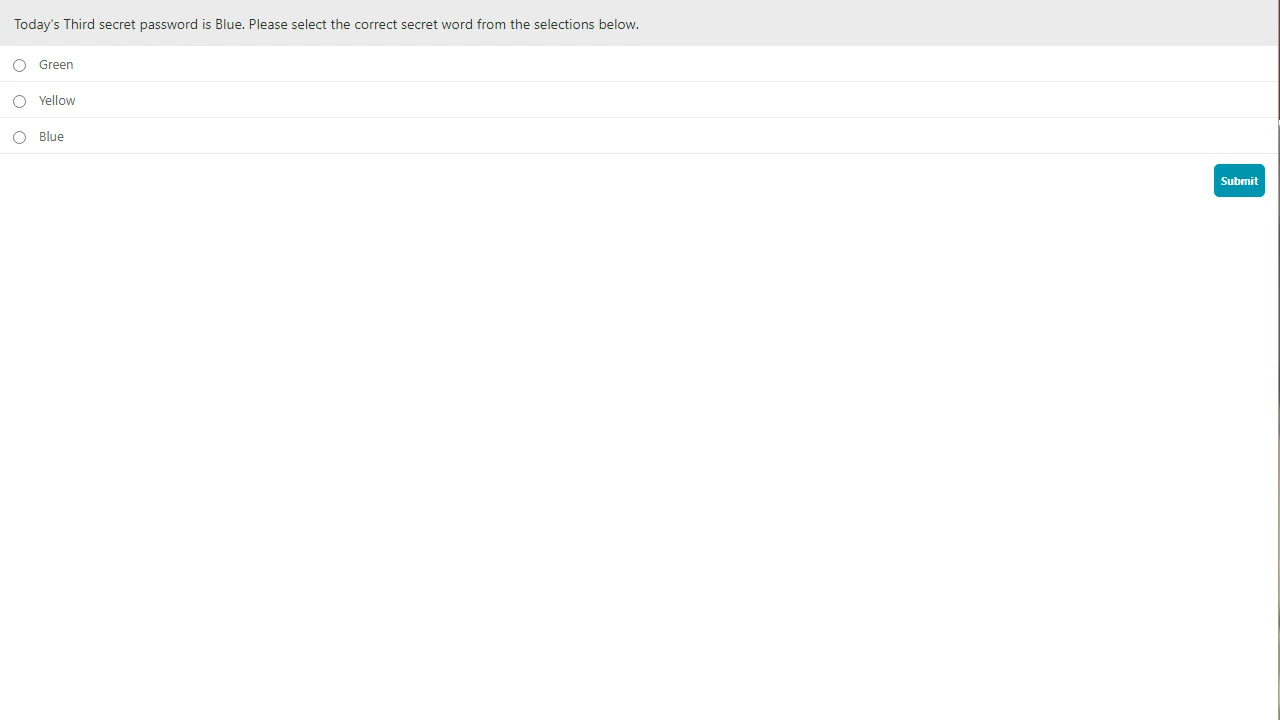 Today's Third secret password is Blue. Please select the correct secret word from the selections below.
Green
Yellow
Blue
Submit